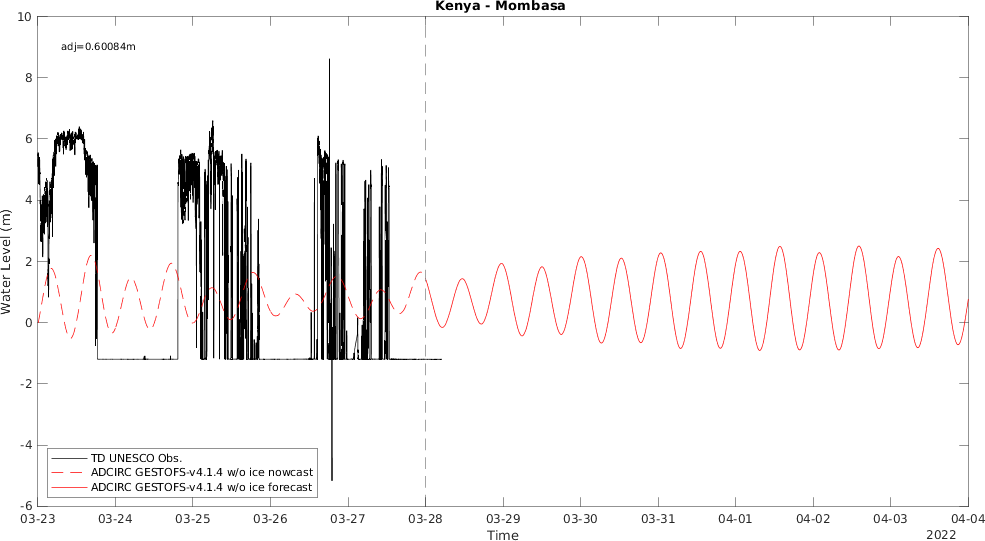 Kenya - Mombasa
adj=0.60084m
Water Level (m)
10
8
6
4
2
0
-2
-4
-6
TD UNESCO Obs.
ADCIRC GESTOFS-v4.1.4 w/o ice nowcast
ADCIRC GESTOFS-v4.1.4 w/o ice forecast
03-23 03-24 03-25 03-26 03-27 03-28 03-29 03-30 03-31 04-01 04-02 04-03 04-04
Time
2022